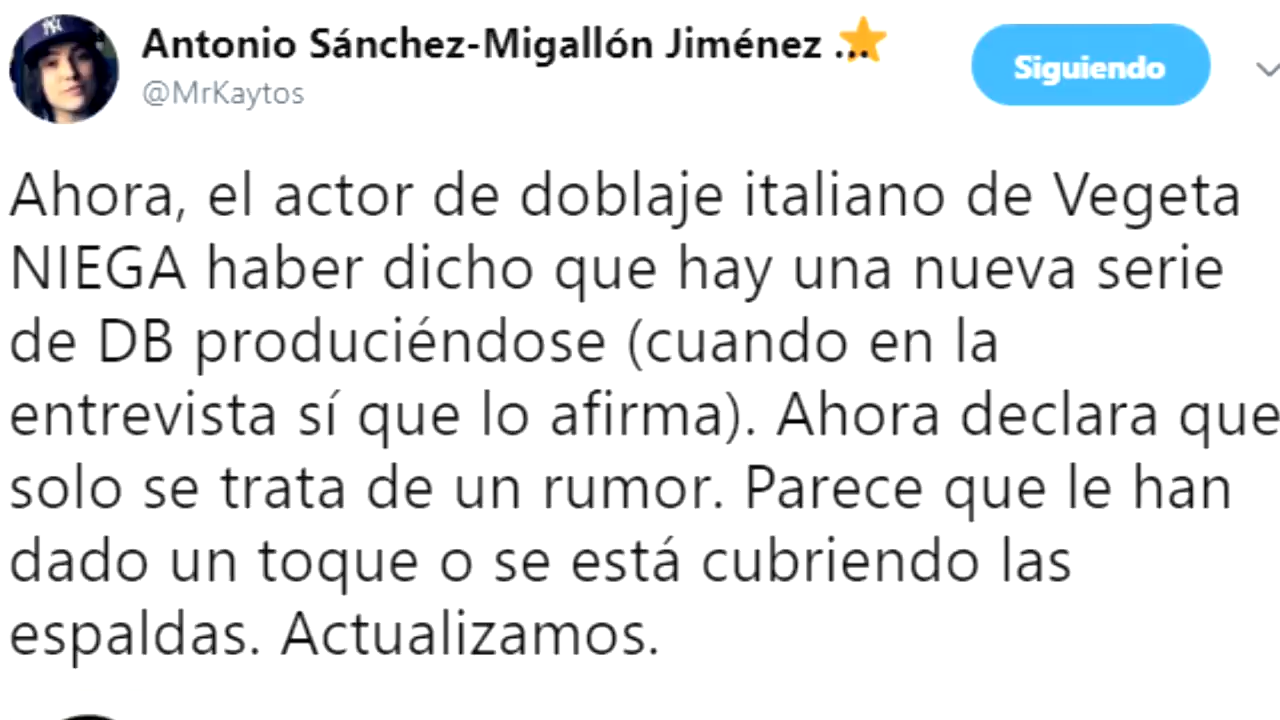 Antonio Sánchez-Migallón Jiménez ...
@MrKaytos
Siguiendo
Ahora, el actor de doblaje italiano de Vegeta
NIEGA haber dicho que hay una nueva serie
de DB produciéndose (cuando en la
entrevista sí que lo afirma). Ahora declara que
solo se trata de un rumor. Parece que le han
dado un toque o se está cubriendo las
espaldas. Actualizamos.